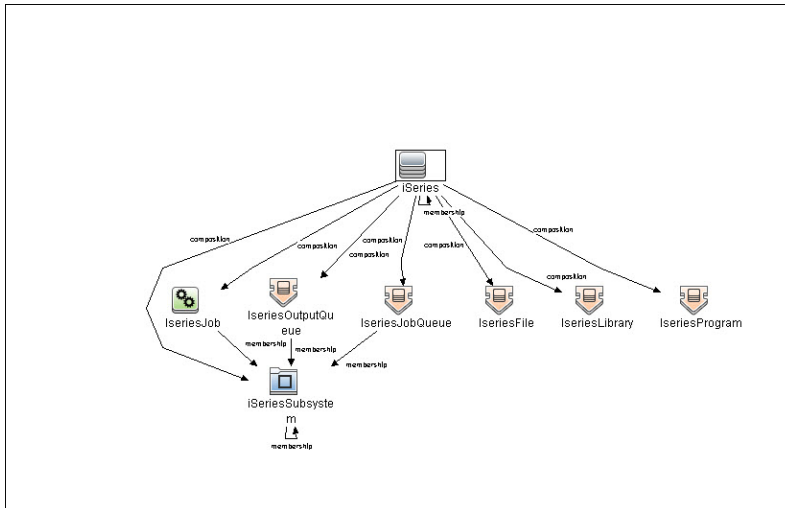 iSeries
membership
composition
composition
composition
composition
composition
composition
composition
IseriesJob
IseriesOutputQu
eue
IseriesJobQueue
IseriesFile
IseriesLibrary
IseriesProgram
membership
membership
membership
iSeriesSubsyste
m
membership